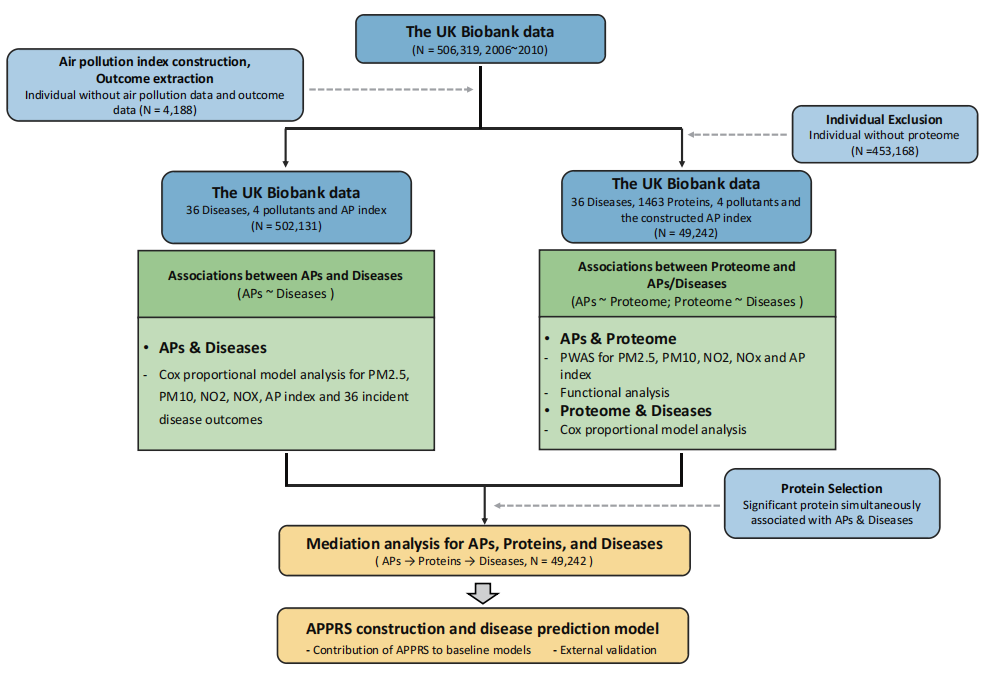 The UK Biobank data
(N = 506,319, 2006~2010)
Air pollution index construction,
Outcome extraction
Individual without air pollution data and outcome
data (N = 4,188)
Individual Exclusion
Individual without proteome
(N =453,168)
The UK Biobank data
36 Diseases, 4 pollutants and AP index
(N = 502,131)
The UK Biobank data
36 Diseases, 1463 Proteins, 4 pollutants and
the constructed AP index
(N = 49,242)
Associations between APs and Diseases
(APs ~ Diseases )
• APs & Diseases
- Cox proportional model analysis for PM2.5,
PM10, NO2, NOX, AP index and 36 incident
disease outcomes
Associations between Proteome and
APs/Diseases
(APs ~ Proteome; Proteome ~ Diseases )
• APs & Proteome
- PWAS for PM2.5, PM10, NO2, NOx and AP
index
- Functional analysis
• Proteome & Diseases
- Cox proportional model analysis
Protein Selection
Significant protein simultaneously
associated with APs & Diseases
Mediation analysis for APs, Proteins, and Diseases
( APs → Proteins → Diseases, N = 49,242 )
APPRS construction and disease prediction model
- Contribution of APPRS to baseline models - External validation